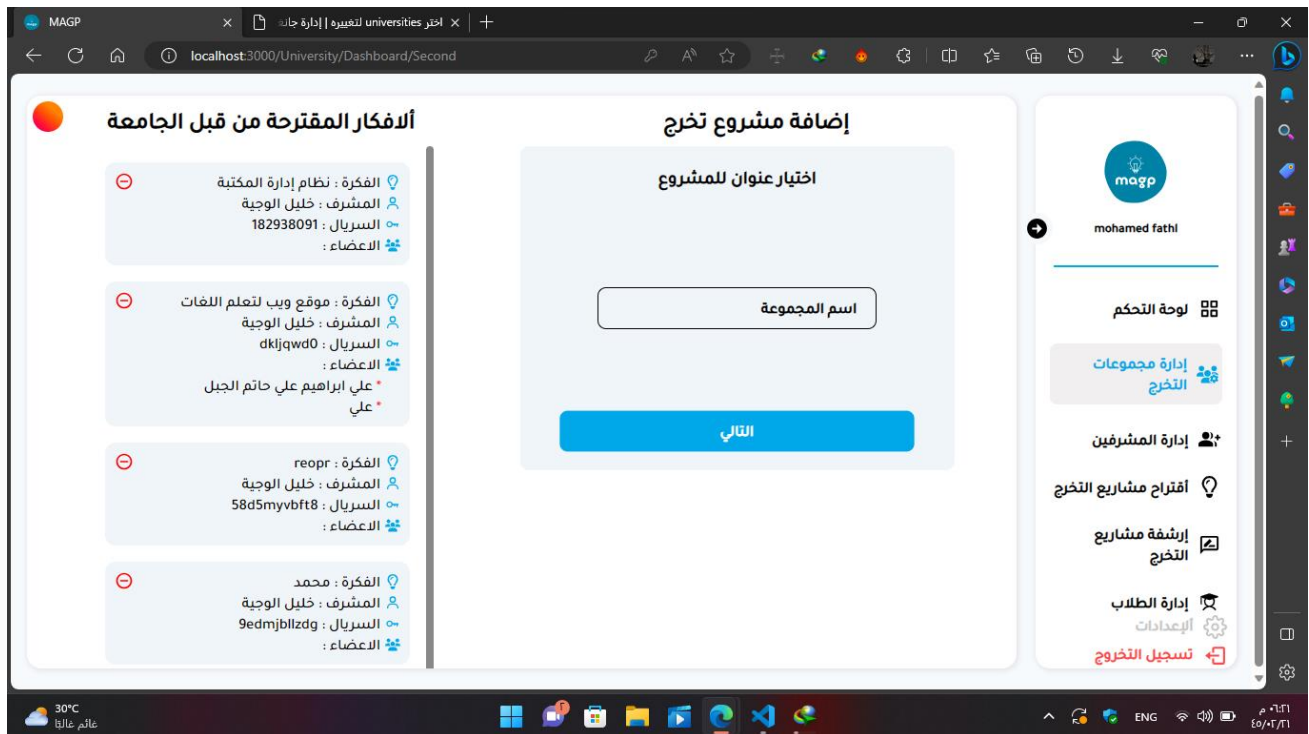 MAGP
اختر universities لتغييره | إدارة جانه
localhost:3000/University/Dashboard/Second
magp
mohamed fathi
لوحة التحكم
إدارة مجموعات
التخرج
إدارة المشرفين
أقتراح مشاريع التخرج
إرشفة مشاريع
التخرج
إدارة الطلاب
ألإعدادات
تسجيل التخروج
إضافة مشروع تخرج
اختيار عنوان للمشروع
اسم المجموعة
التالي
ألافكار المقترحة من قبل الجامعة
الفكرة : نظام إدارة المكتبة
المشرف : خليل الوجية
السريال : 182938091
الاعضاء :
الفكرة : موقع ويب لتعلم اللغات
المشرف : خليل الوجية
السريال : dkljqwd0
الاعضاء :
* علي ابراهيم علي حاتم الجبل
* علي
الفكرة : reopr
المشرف : خليل الوجية
السريال : 58d5myvbft8
الاعضاء :
الفكرة : محمد
المشرف : خليل الوجية
السريال : 9edmjbllzdg
الاعضاء :
30°C
غائم غالبًا
ENG